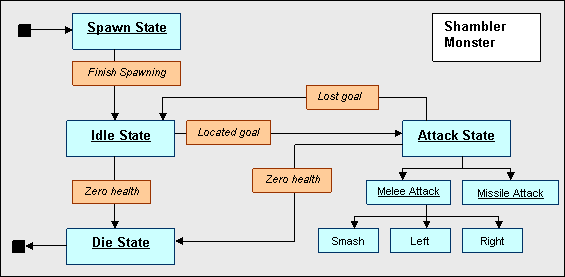 Spawn State
Shambler
Monster
Finish Spawning
Lost goal
Idle State
Located goal
Attack State
Zero health
Zero health
Melee Attack
Missile Attack
Die State
Smash
Left
Right